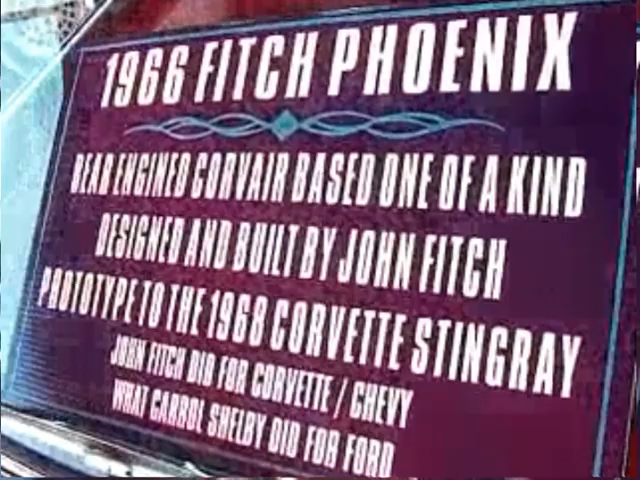 1966 FITCH PHOENIX
REAR ENGINED CORVAIR BASED ONE OF A KIND
DESIGNED AND BUILT BY JOHN FITCH
PROTOTYPE TO THE 1968 CORVETTE STINGRAY
JOHN FITCH DID FOR CORVETTE / CHEVY
WHAT CARROL SHELBY DID FOR FORD